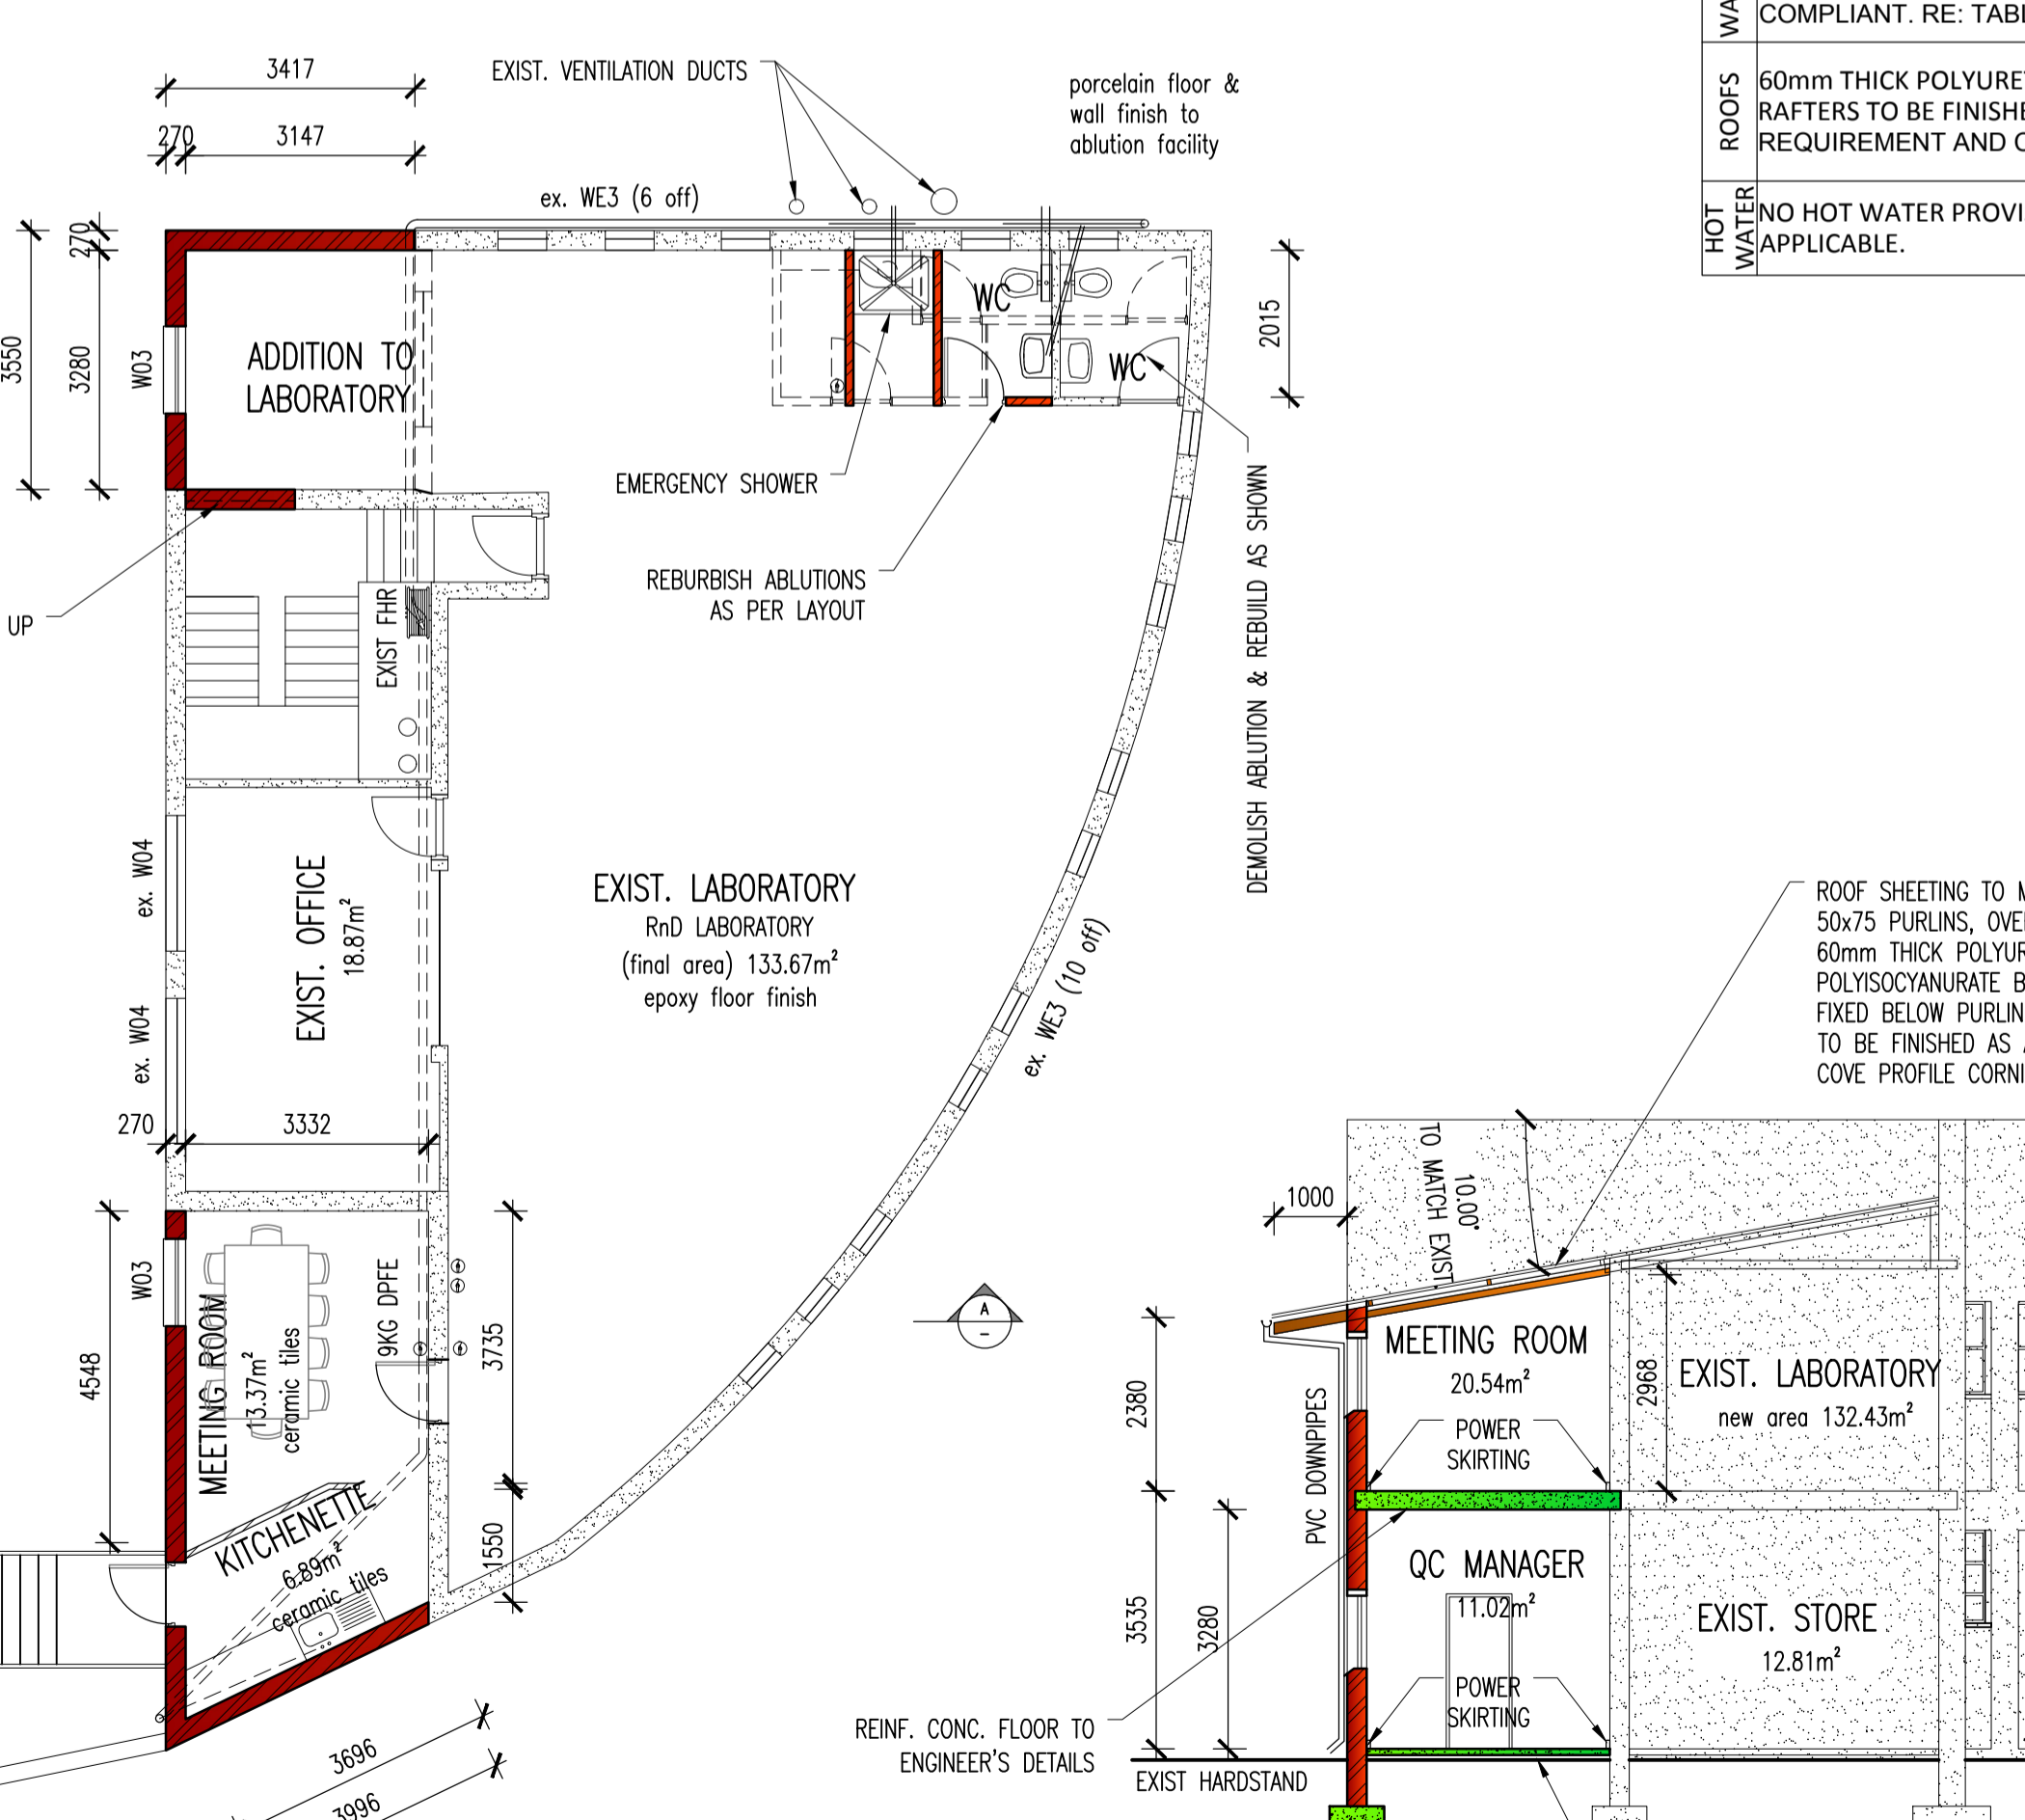 WA
COMPLIANT. RE: TABL
ROOFS
60mm THICK POLYURE
RAFTERS TO BE FINISHE
REQUIREMENT AND
HOT
WATER
NO HOT WATER PROVI
APPLICABLE.
3417
270
3147
EXIST. VENTILATION DUCTS
porcelain floor &
wall finish to
ablution facility
ex. WE3 (6 off)
3550
270
3280
W03
ADDITION TO
LABORATORY
WC
WC
2015
EMERGENCY SHOWER
REBURBISH ABLUTIONS
AS PER LAYOUT
DEMOLISH ABLUTION & REBUILD AS SHOWN
UP
EXIST FHR
ex. W04
EXIST. OFFICE
18.87m²
ex. W04
270
3332
EXIST. LABORATORY
RnD LABORATORY
(final area) 133.67m²
epoxy floor finish
ex. WE3 (10 off)
W03
4548
MEETING ROOM
13.37m²
ceramic tiles
9KG DPFE
3735
1550
KITCHENETTE
6.89m²
ceramic tiles
3696
3996
A
–
ROOF SHEETING TO M
50x75 PURLINS, OVE
60mm THICK POLYUR
POLYISOCYANURATE B
FIXED BELOW PURLIN
TO BE FINISHED AS A
COVE PROFILE CORNI
1000
10.00°
TO MATCH EXIST
MEETING ROOM
20.54m²
POWER
SKIRTING
2380
2968
EXIST. LABORATORY
new area 132.43m²
PVC DOWNPIPES
3535
3280
QC MANAGER
11.02m²
POWER
SKIRTING
EXIST. STORE
12.81m²
REINF. CONC. FLOOR TO
ENGINEER'S DETAILS
EXIST HARDSTAND